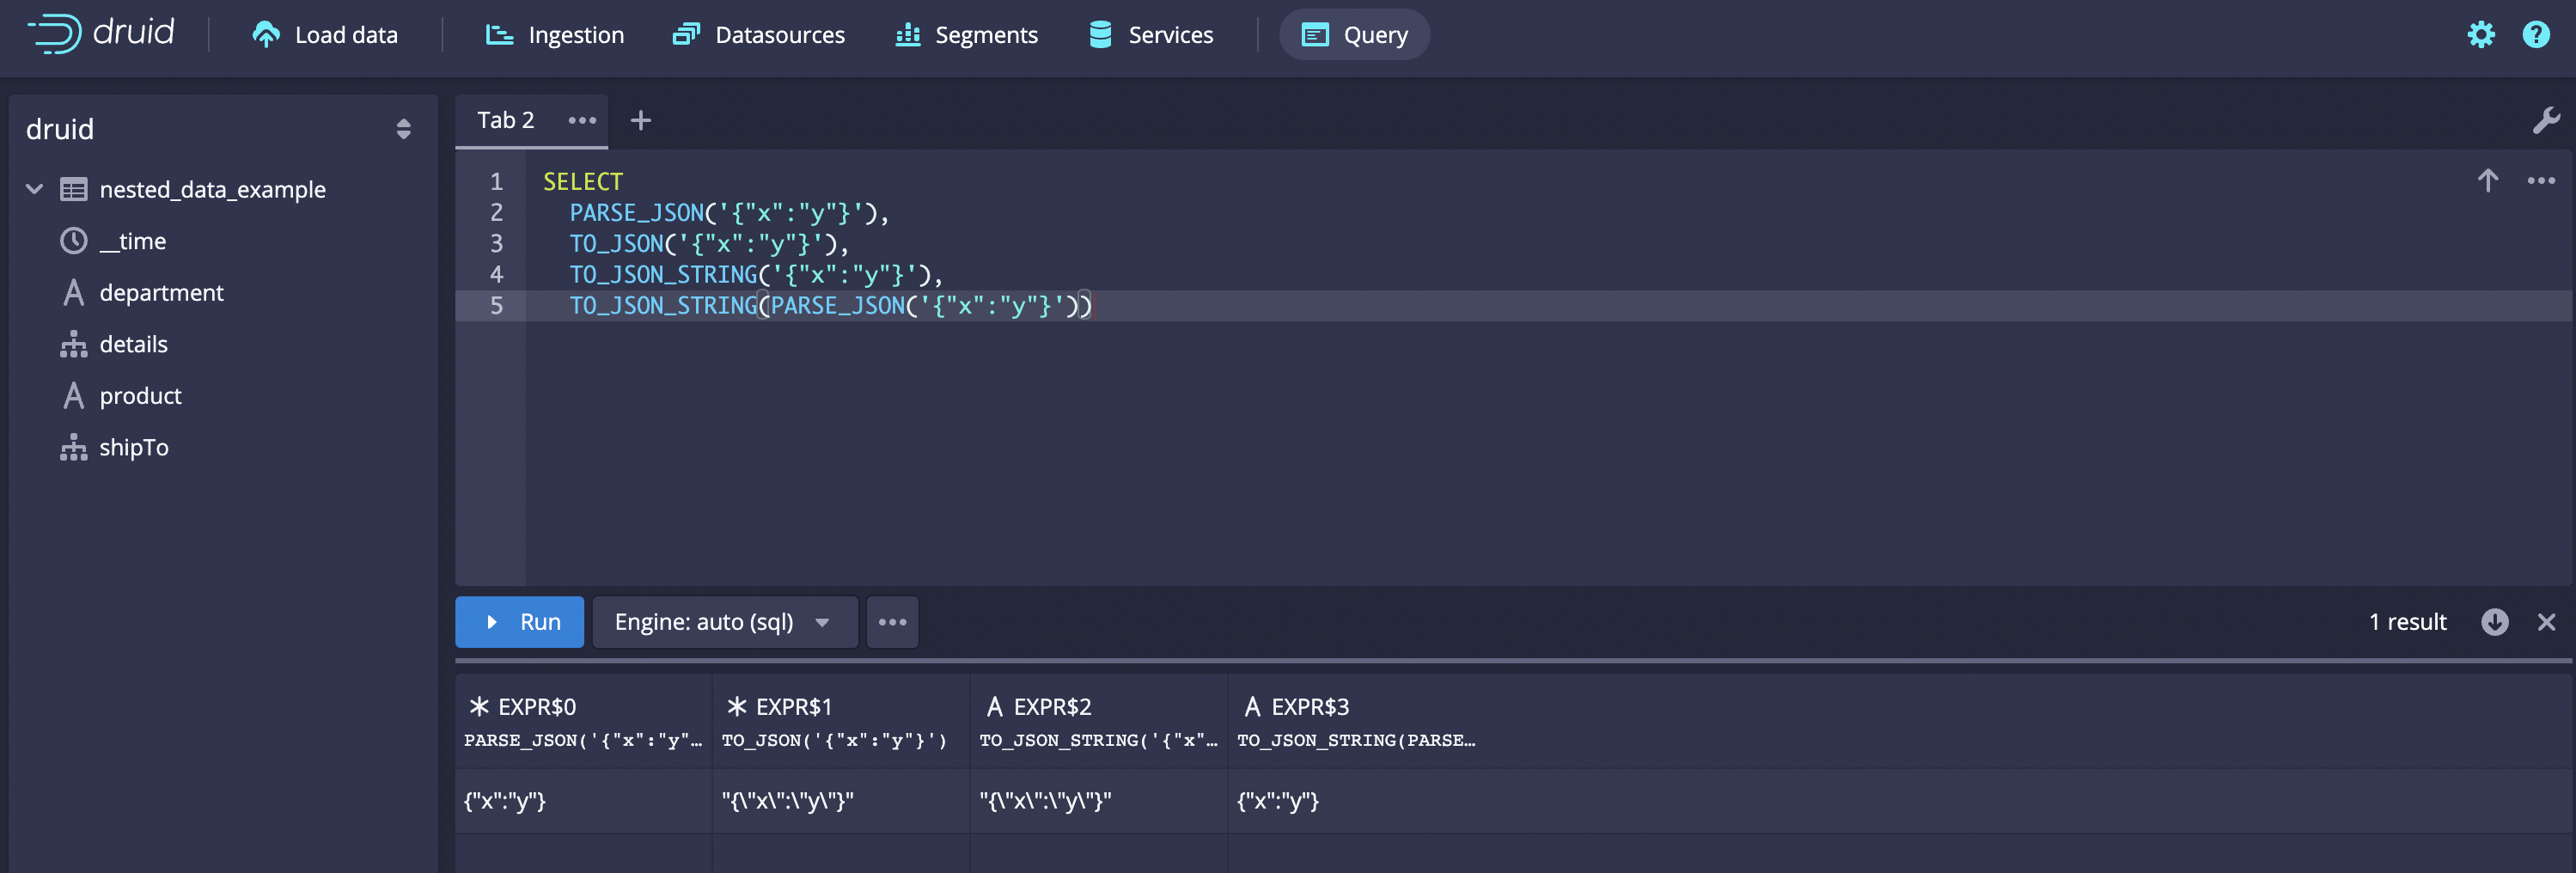 druid Load data Ingestion Datasources Segments Services Query
druid
nested_data_example
__time
department
details
product
shipTo
Tab 2
1 SELECT
2 PARSE_JSON('{"x":"y"}'),
3 TO_JSON('{"x":"y"}'),
4 TO_JSON_STRING('{"x":"y"}'),
5 TO_JSON_STRING(PARSE_JSON('{"x":"y"}'))
Run Engine: auto (sql) 1 result
EXPR$0 EXPR$1 EXPR$2 EXPR$3
PARSE_JSON('{"x":"y"… TO_JSON('{"x":"y"}') TO_JSON_STRING('{"x"… TO_JSON_STRING(PARSE…
{"x":"y"} "{\"x\":\"y\"}" "{\"x\":\"y\"}" {"x":"y"}